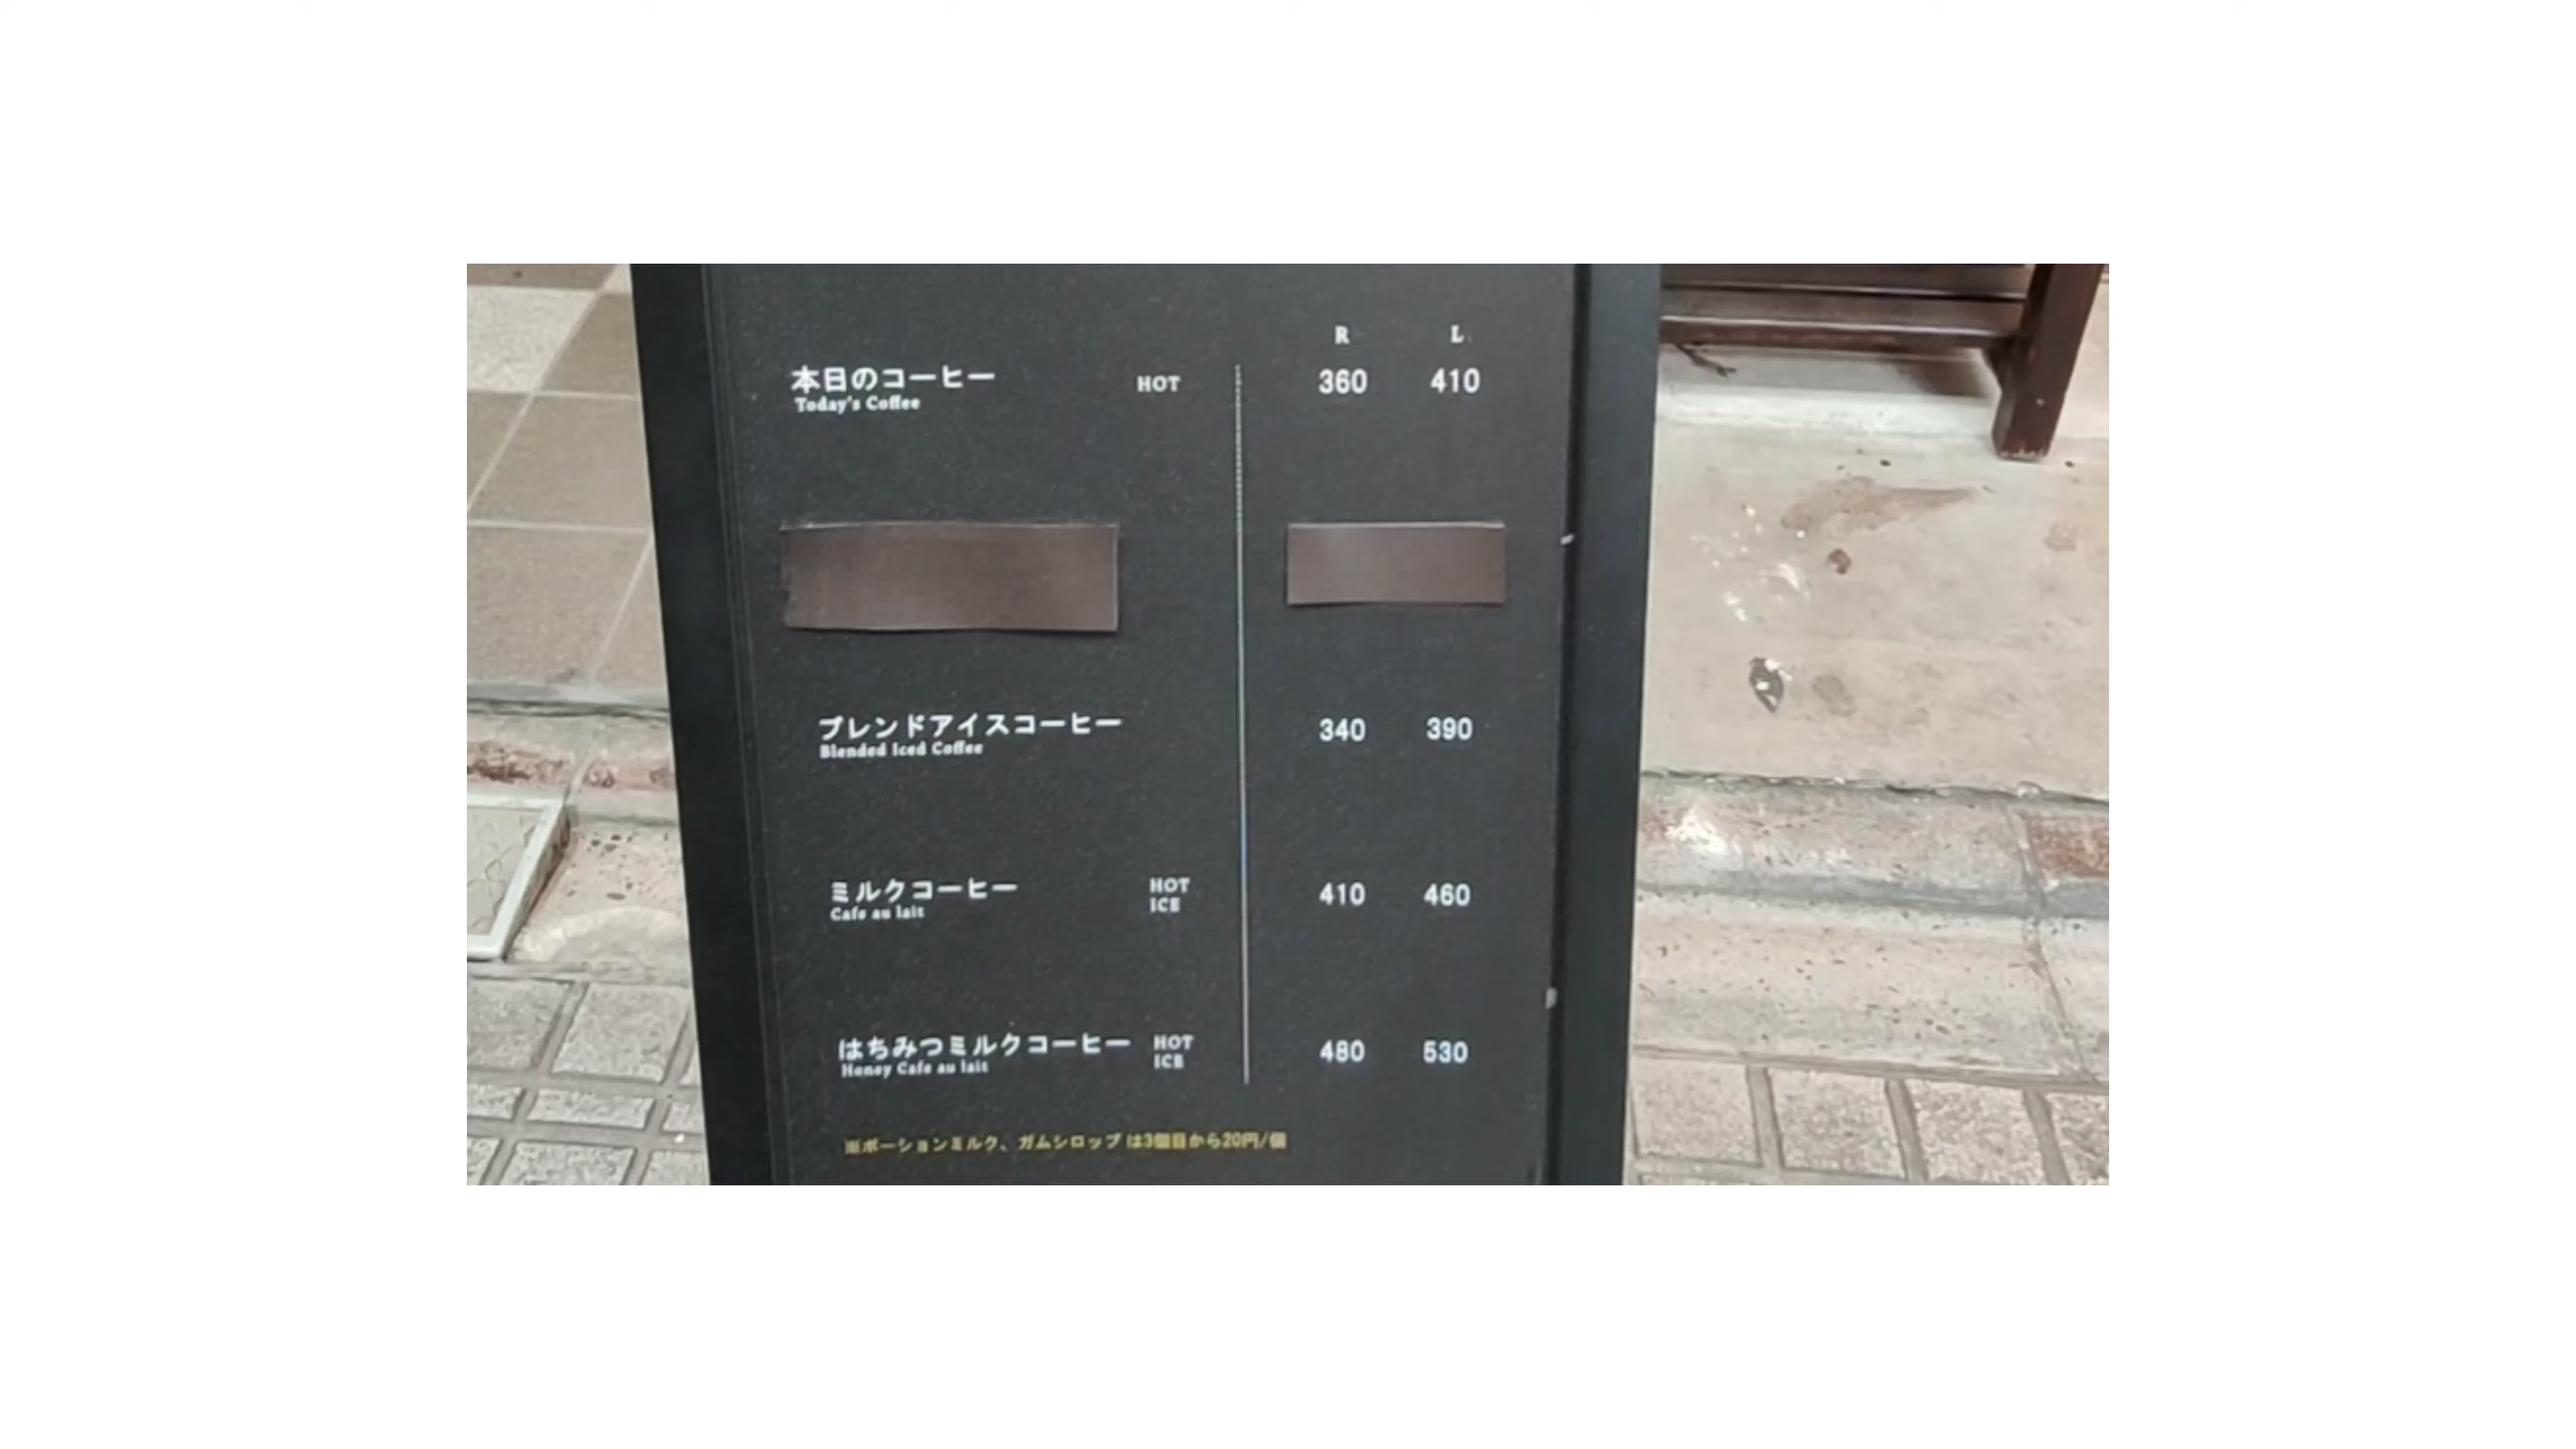 R L
本日のコーヒー HOT 360 410
Today's Coffee
ブレンドアイスコーヒー 340 390
Blended Iced Coffee
ミルクコーヒー HOT ICE 410 460
Cafe au lait
はちみつミルクコーヒー HOT ICE 480 530
Honey Cafe au lait
※ポーションミルク、ガムシロップ は3個目から20円/個